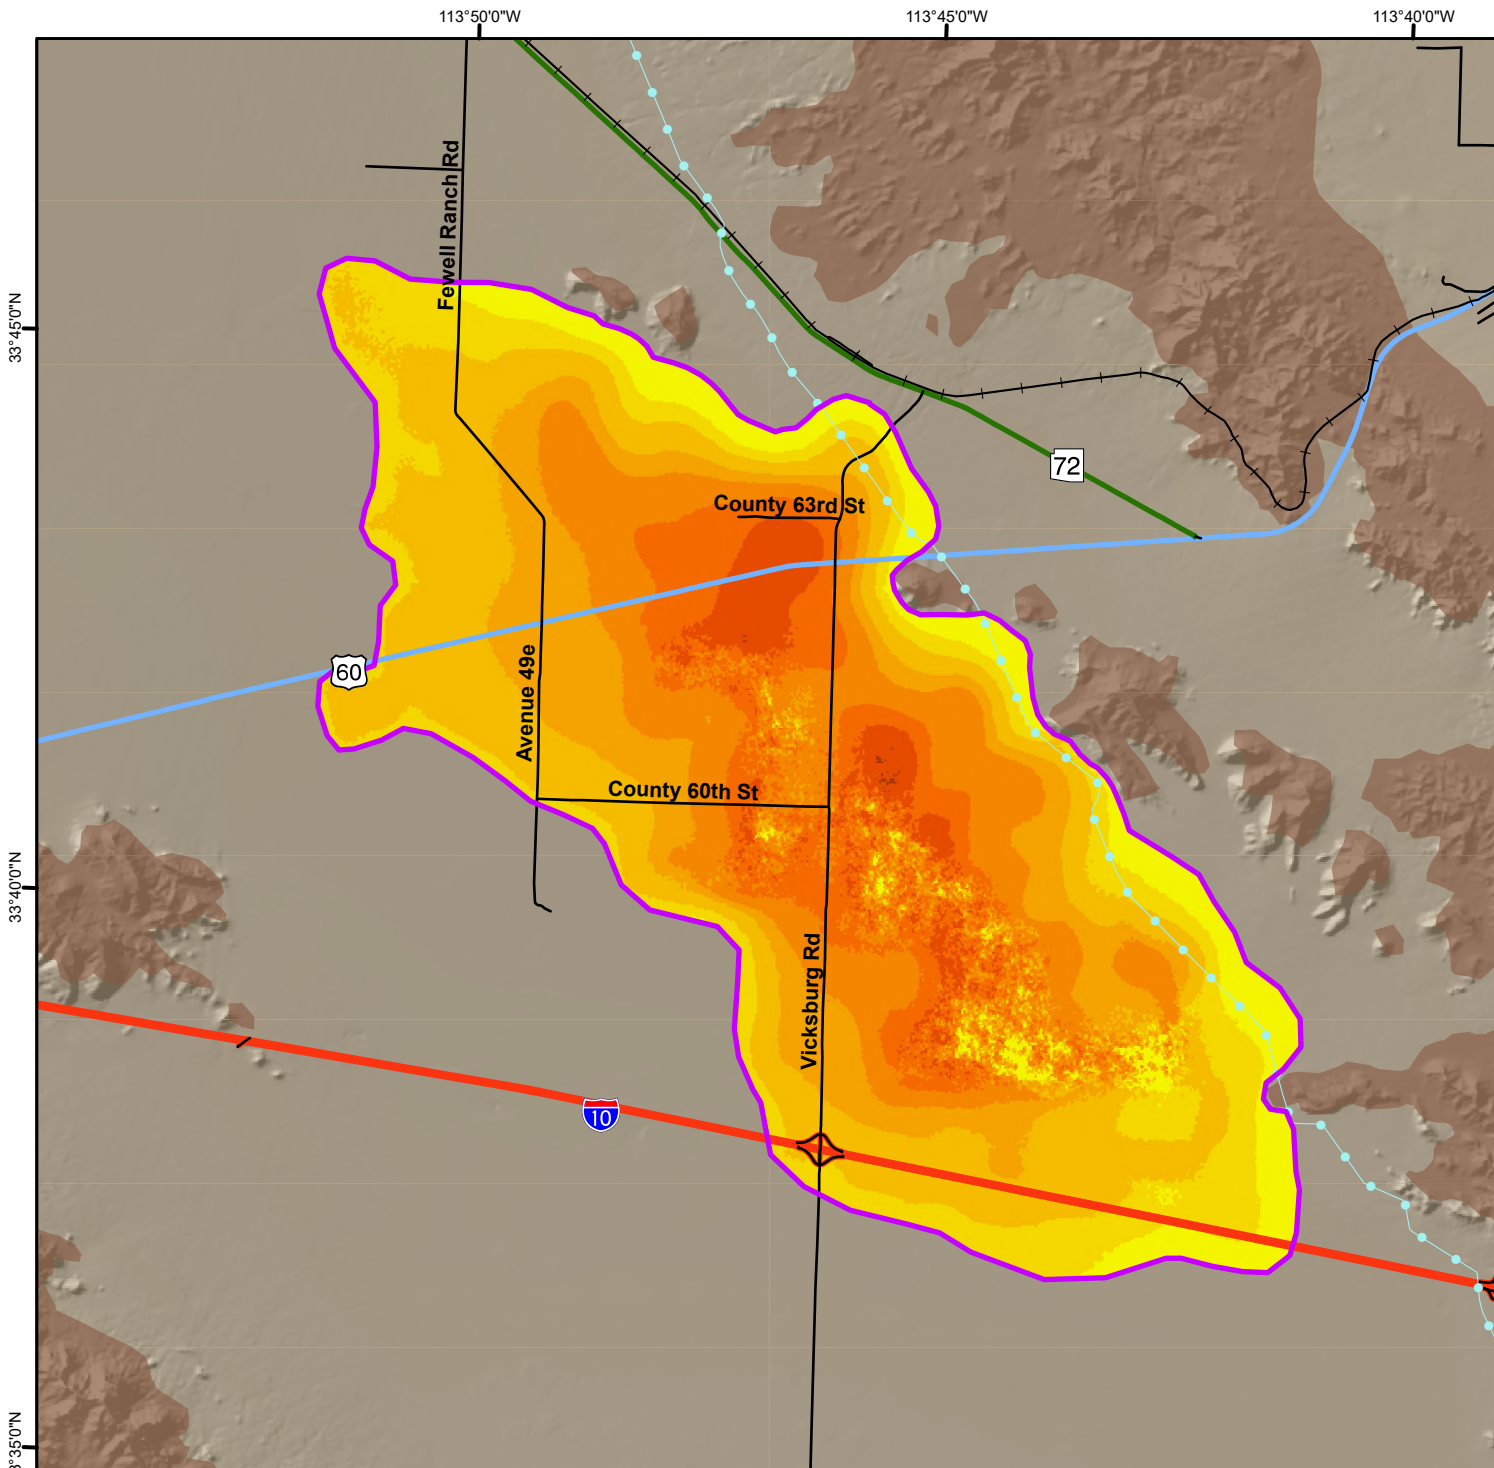 113°50'0"W
113°45'0"W
113°40'0"W
Fewell Ranch Rd
33°45'0"N
72
County 63rd St
60
Avenue 49e
County 60th St
33°40'0"N
Vicksburg Rd
10
3°35'0"N